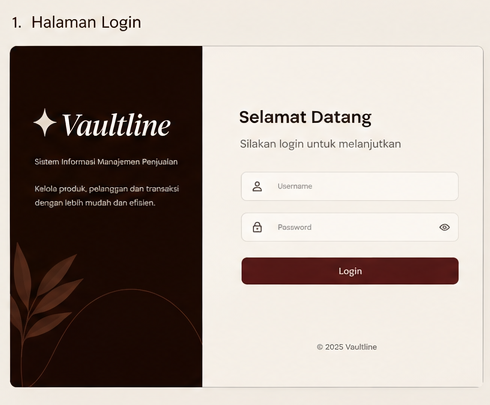 1. Halaman Login
Vaultline
Sistem Informasi Manajemen Penjualan
Kelola produk, pelanggan dan transaksi
dengan lebih mudah dan efisien.
Selamat Datang
Silakan login untuk melanjutkan
Username
Password
Login
© 2025 Vaultline